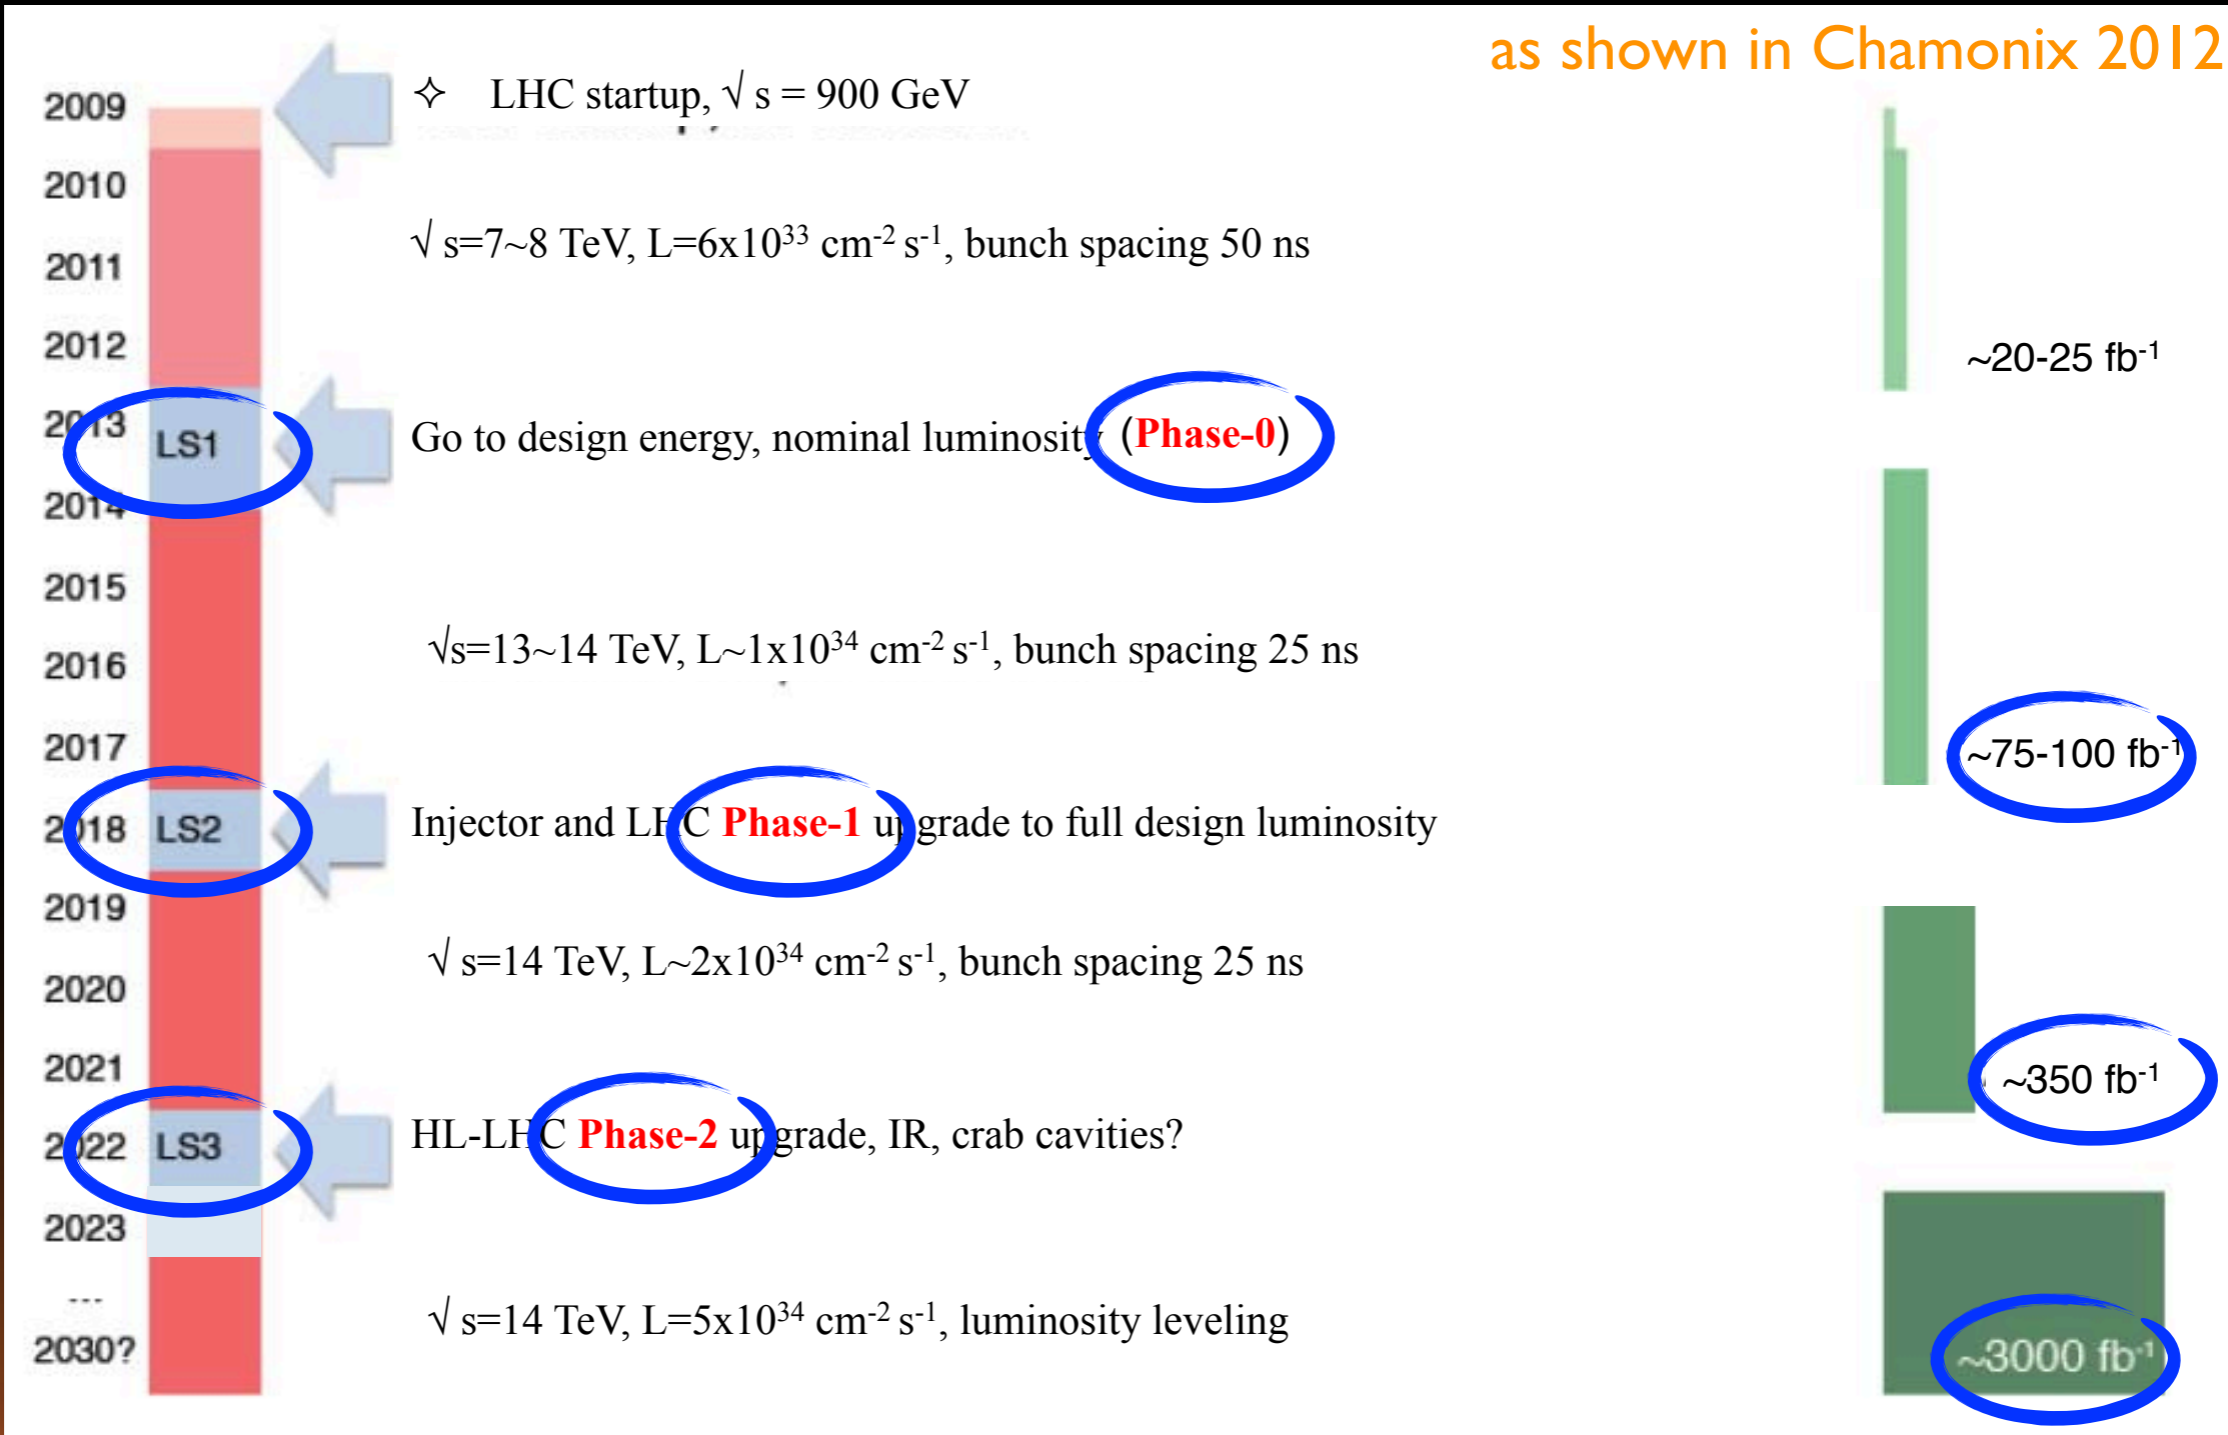 as shown in Chamonix 2012
2009
✧ LHC startup, √ s = 900 GeV
2010
√ s=7~8 TeV, L=6x10³³ cm⁻² s⁻¹, bunch spacing 50 ns
2011
2012
~20-25 fb⁻¹
2013
LS1
Go to design energy, nominal luminosity (Phase-0)
2014
2015
√s=13~14 TeV, L~1x10³⁴ cm⁻² s⁻¹, bunch spacing 25 ns
2016
2017
~75-100 fb⁻¹
2018
LS2
Injector and LHC Phase-1 upgrade to full design luminosity
2019
√ s=14 TeV, L~2x10³⁴ cm⁻² s⁻¹, bunch spacing 25 ns
2020
2021
~350 fb⁻¹
2022
LS3
HL-LHC Phase-2 upgrade, IR, crab cavities?
2023
...
√ s=14 TeV, L=5x10³⁴ cm⁻² s⁻¹, luminosity leveling
2030?
~3000 fb⁻¹